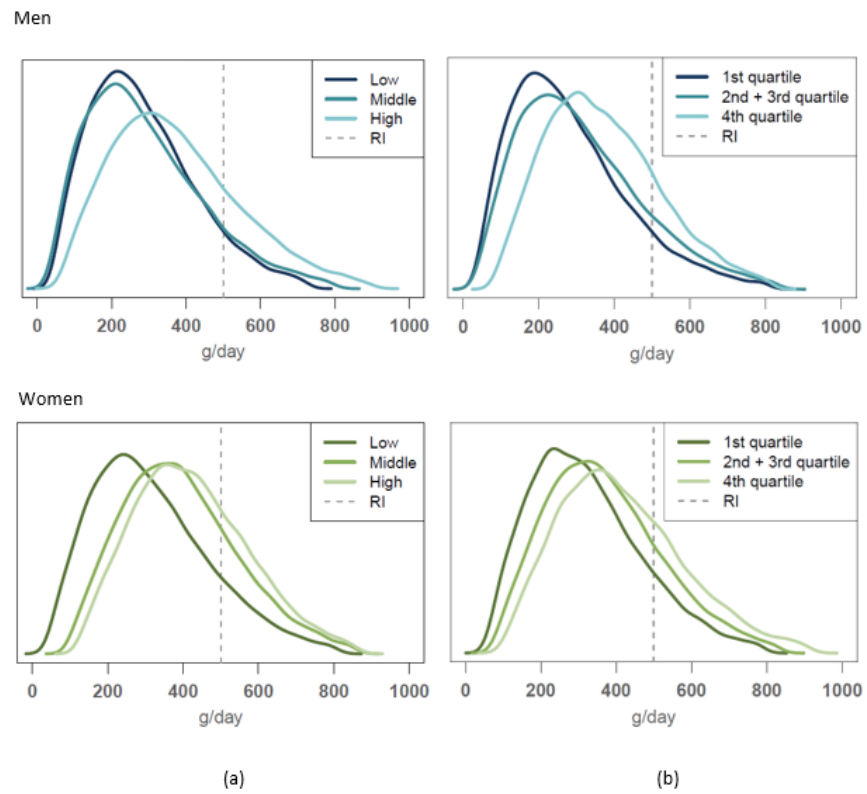 Men
Low
Middle
High
RI
0 200 400 600 800 1000
g/day
1st quartile
2nd + 3rd quartile
4th quartile
RI
0 200 400 600 800 1000
g/day
Women
Low
Middle
High
RI
0 200 400 600 800 1000
g/day
1st quartile
2nd + 3rd quartile
4th quartile
RI
0 200 400 600 800 1000
g/day
(a) (b)